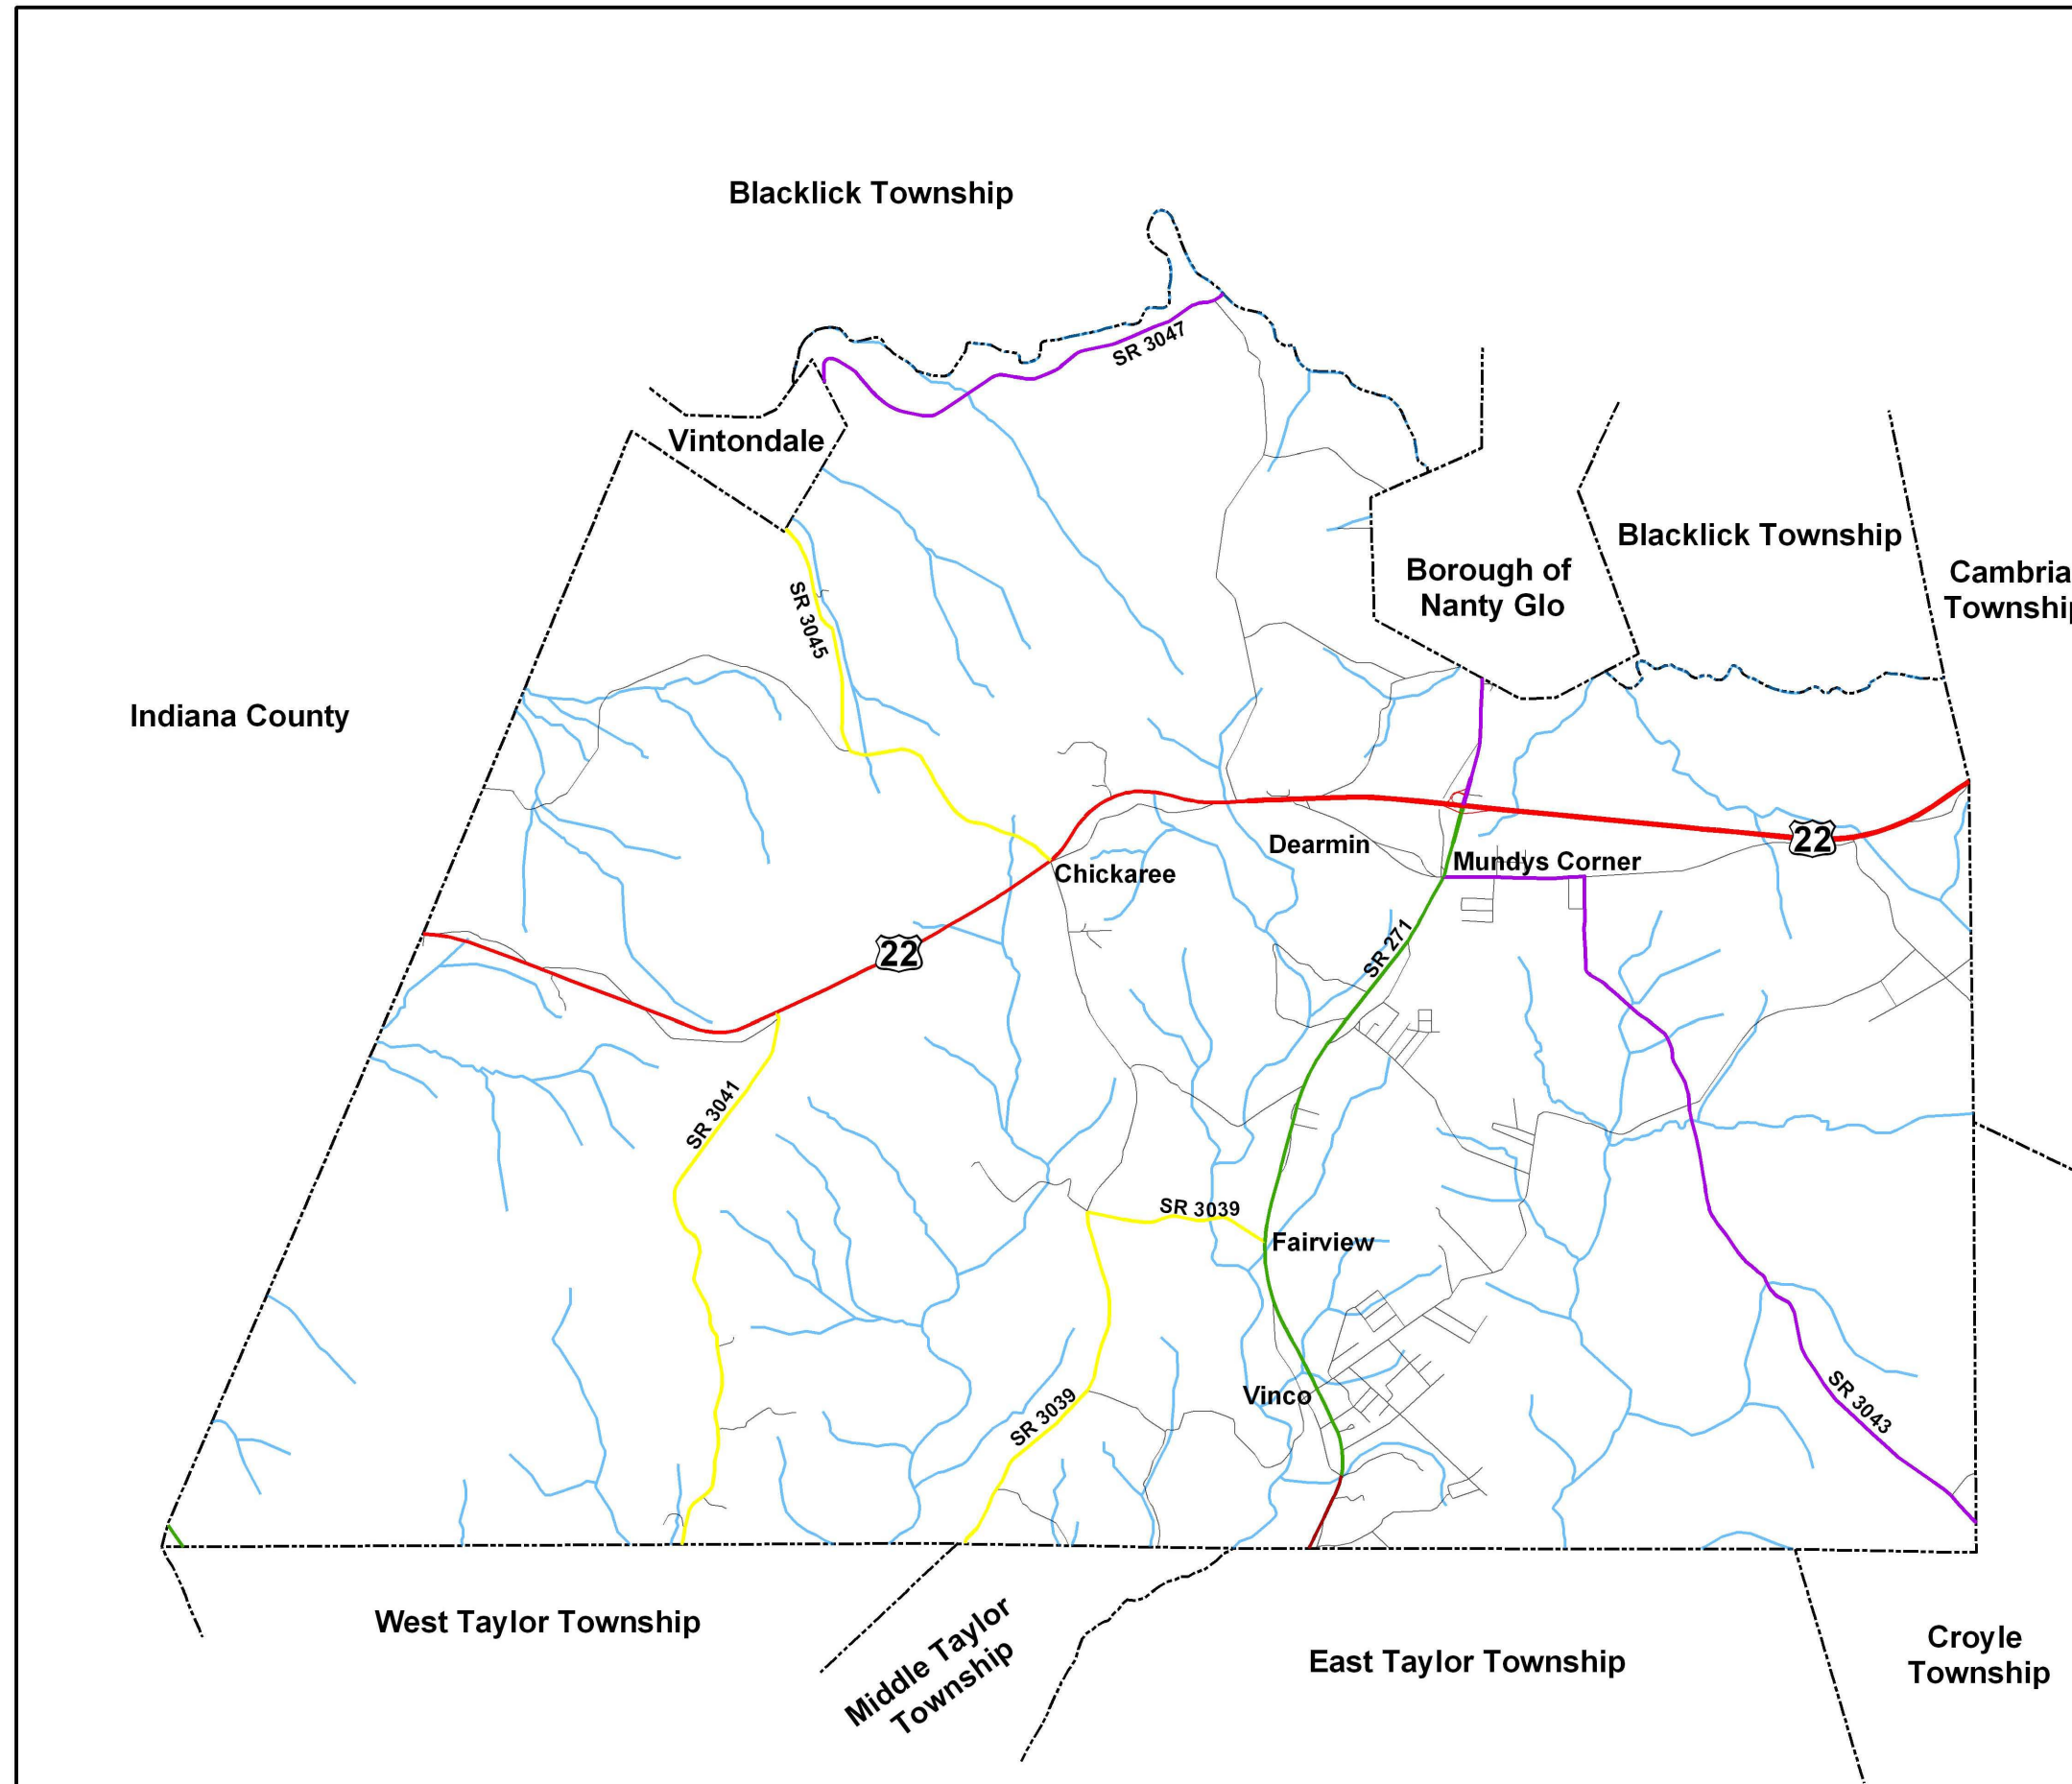 Blacklick Township
SR 3047
Vintondale
Blacklick Township
Borough of
Nanty Glo
Cambria
Township
SR 3045
Indiana County
22
Dearmin
Mundys Corner
Chickaree
22
SR 271
SR 3041
SR 3039
Fairview
Vinco
SR 3039
SR 3043
West Taylor Township
Middle Taylor
Township
East Taylor Township
Croyle
Township